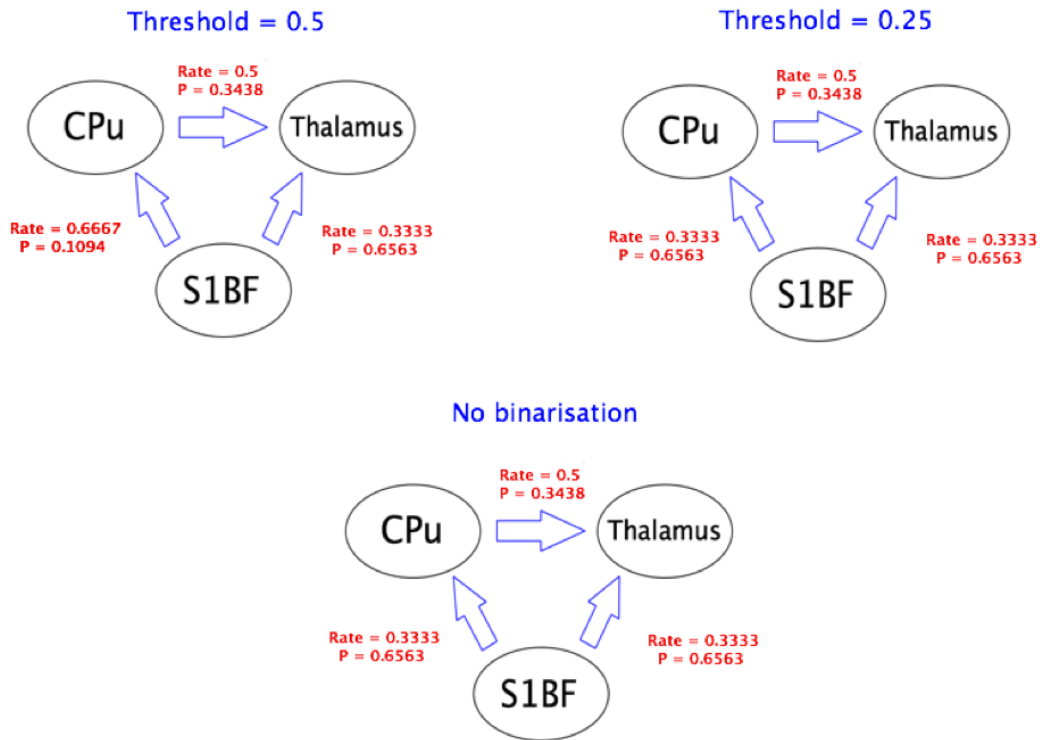 Threshold = 0.5
Rate = 0.5
P = 0.3438
CPu
Thalamus
Rate = 0.6667
P = 0.1094
Rate = 0.3333
P = 0.6563
S1BF
Threshold = 0.25
Rate = 0.5
P = 0.3438
CPu
Thalamus
Rate = 0.3333
P = 0.6563
Rate = 0.3333
P = 0.6563
S1BF
No binarisation
Rate = 0.5
P = 0.3438
CPu
Thalamus
Rate = 0.3333
P = 0.6563
Rate = 0.3333
P = 0.6563
S1BF